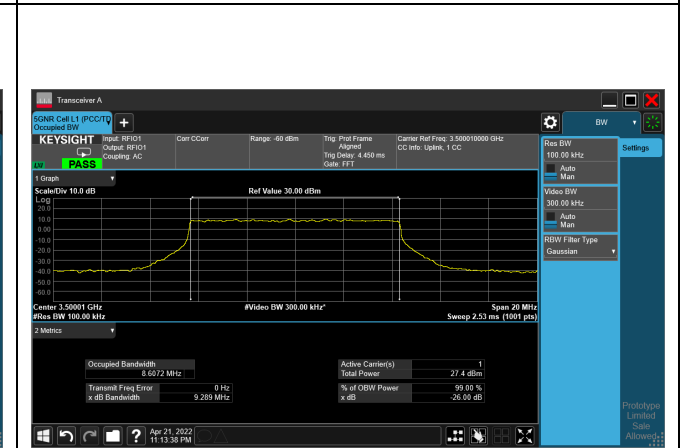 Transceiver A
5GNR Cell L1 (PCC/TD
Occupied BW
BW
KEYSIGHT
LXI
PASS
Input: RFIO1
Output: RFIO1
Coupling: AC
Corr CCorr
Range: -60 dBm
Trig: Prof Frame
Aligned
Trig Delay: 4.450 ms
Gate: FFT
Carrier Ref Freq: 3.500010000 GHz
CC Info: Uplink, 1 CC
Res BW
100.00 kHz
Auto
Man
Settings
1 Graph
Scale/Div 10.0 dB
Ref Value 30.00 dBm
Log
20.0
10.0
0.00
-10.0
-20.0
-30.0
-40.0
-50.0
-60.0
Video BW
300.00 kHz
Auto
Man
RBW Filter Type
Gaussian
Center 3.50001 GHz
#Video BW 300.00 kHz*
Span 20 MHz
#Res BW 100.00 kHz
Sweep 2.53 ms (1001 pts)
2 Metrics
Occupied Bandwidth
8.6072 MHz
Active Carrier(s) 1
Total Power 27.4 dBm
Transmit Freq Error 0 Hz
x dB Bandwidth 9.289 MHz
% of OBW Power 99.00 %
x dB -26.00 dB
Apr 21, 2022
11:13:38 PM
Prototype
Limited
Sale
Allowed